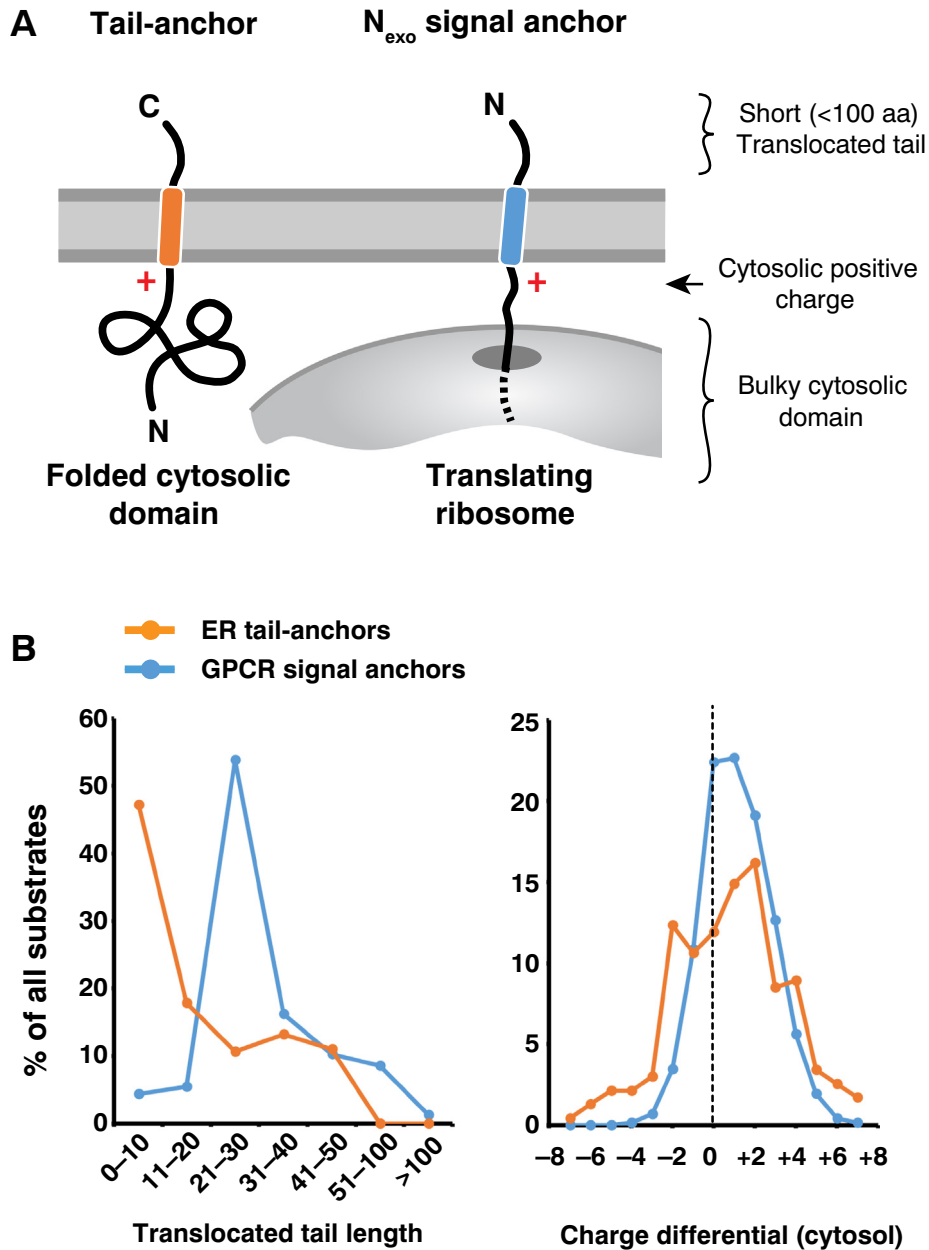 A
Tail-anchor
Nexo signal anchor
C
N
Short (<100 aa)
Translocated tail
+
+
Cytosolic positive
charge
Bulky cytosolic
domain
N
Folded cytosolic
domain
Translating
ribosome
B
ER tail-anchors
GPCR signal anchors
% of all substrates
60
50
40
30
20
10
0
0–10
11–20
21–30
31–40
41–50
51–100
>100
Translocated tail length
25
20
15
10
5
0
–8
–6
–4
–2
0
+2
+4
+6
+8
Charge differential (cytosol)